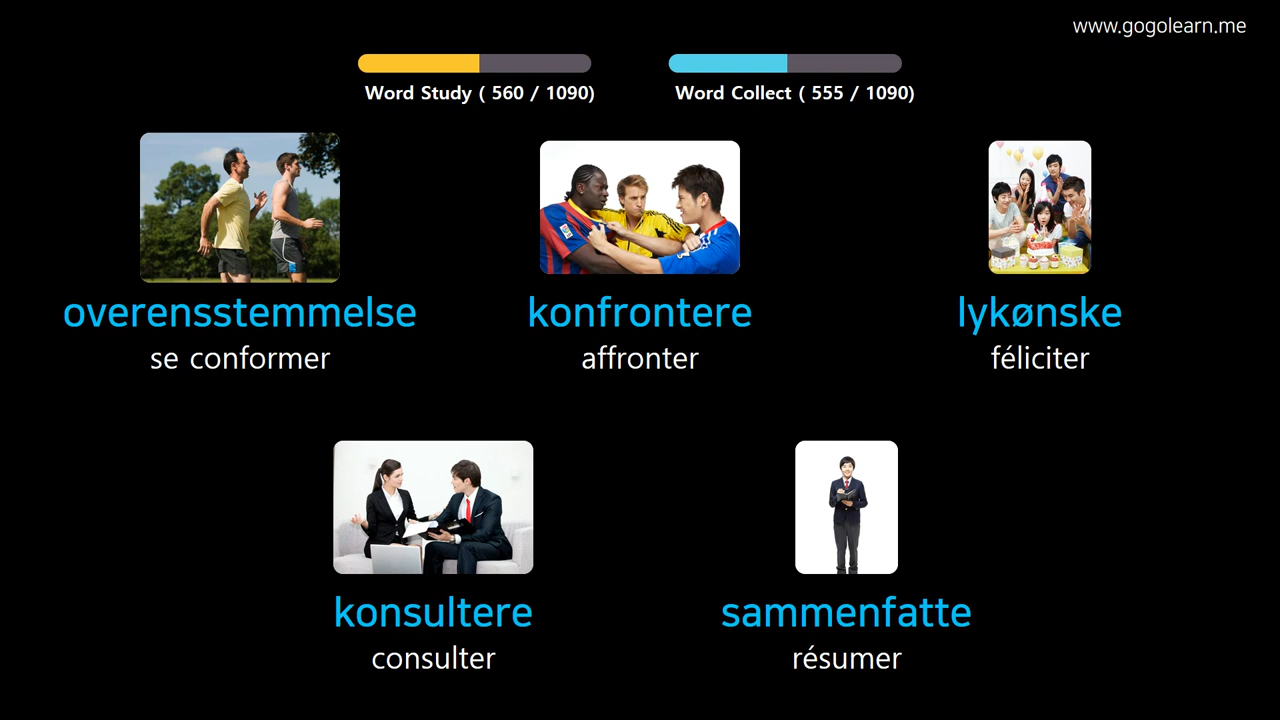 www.gogolearn.me
Word Study ( 560 / 1090)
Word Collect ( 555 / 1090)
overensstemmelse
se conformer
konfrontere
affronter
lykønske
féliciter
konsultere
consulter
sammenfatte
résumer